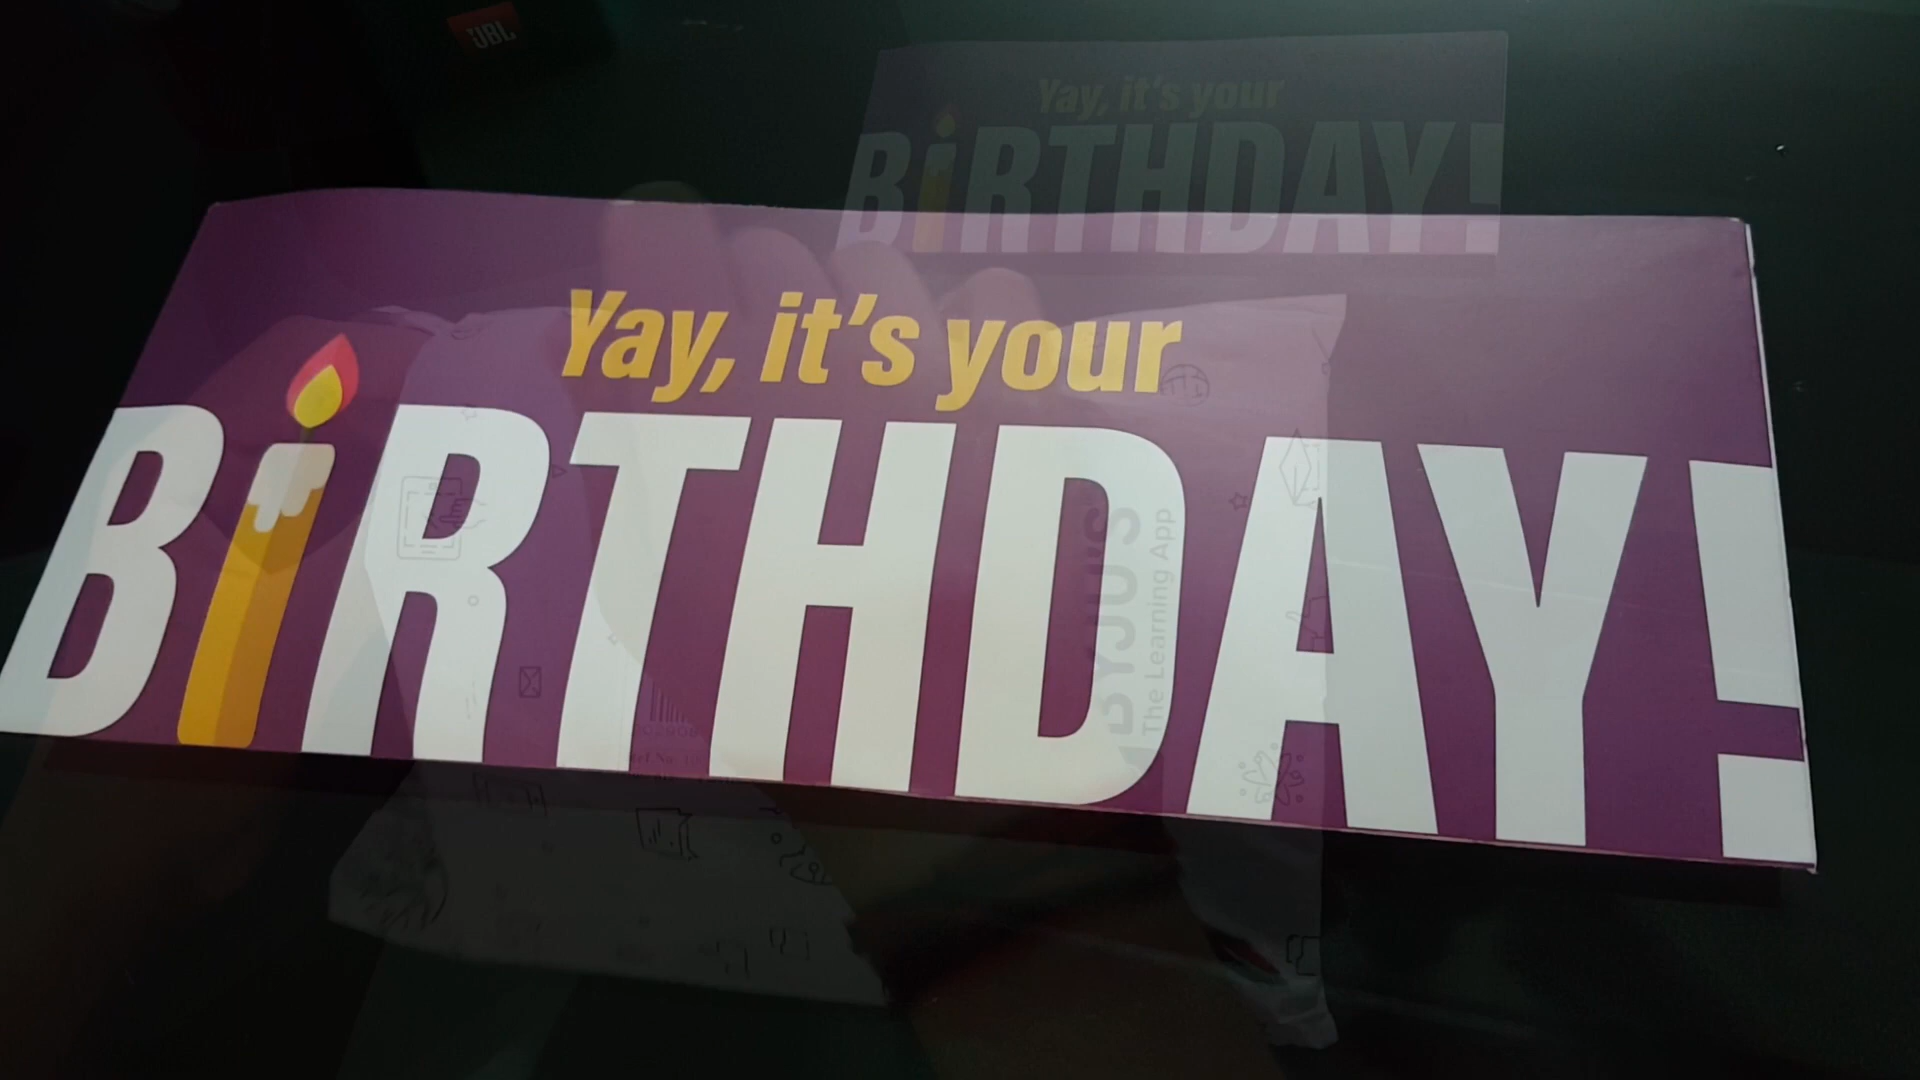 JBL
Yay, it's your
BiRTHDAY!
Yay, it's your
BiRTHDAY!
BYJU'S
The Learning App